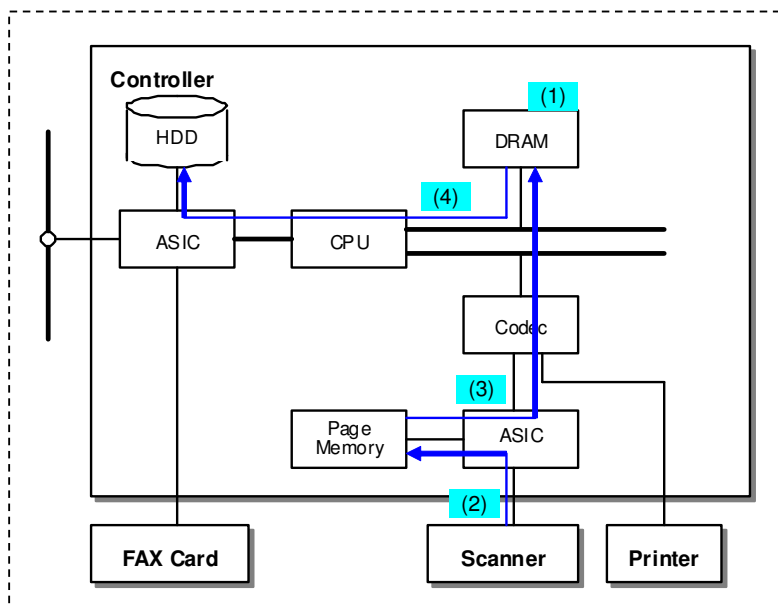 Controller
(1)
HDD
DRAM
(4)
ASIC
CPU
Codec
(3)
Page
Memory
ASIC
(2)
FAX Card
Scanner
Printer